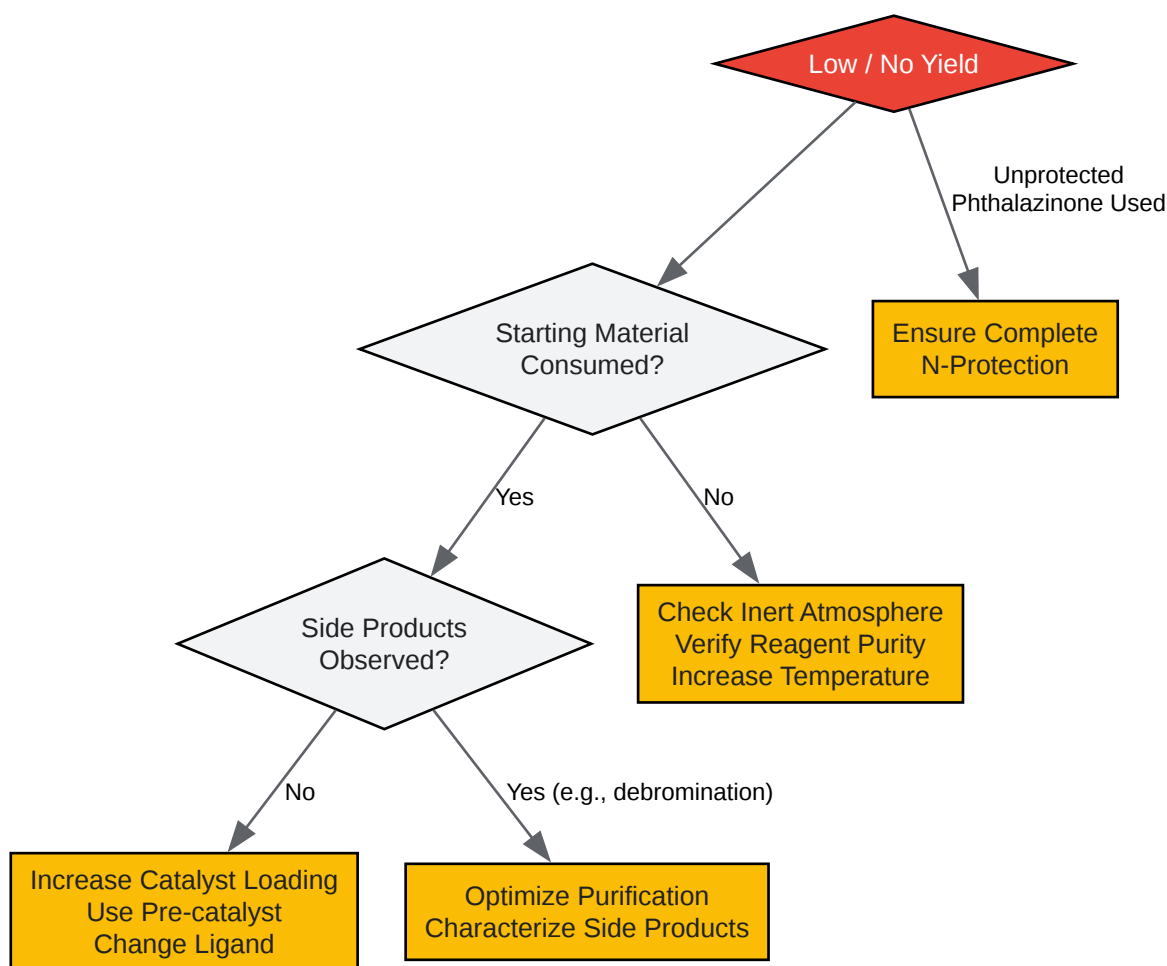 Low / No Yield
Unprotected
Phthalazinone Used
Starting Material
Consumed?
Ensure Complete
N-Protection
Yes
No
Side Products
Observed?
Check Inert Atmosphere
Verify Reagent Purity
Increase Temperature
No
Yes (e.g., debromination)
Increase Catalyst Loading
Use Pre-catalyst
Change Ligand
Optimize Purification
Characterize Side Products